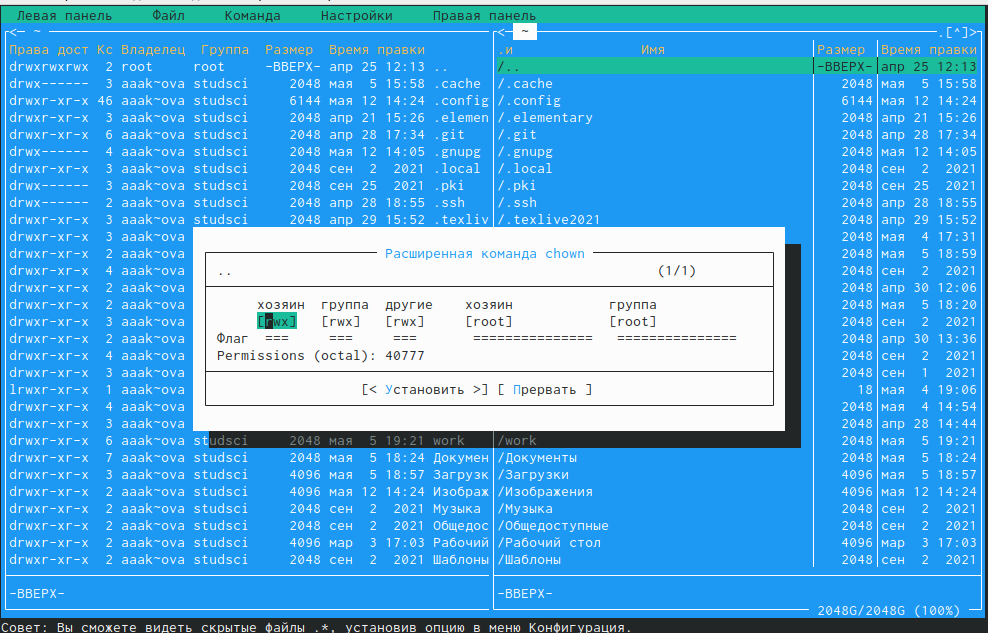 Левая панель Файл Команда Настройки Правая панель
<— ~ <— ~ .[^]>
Права дост Кс Владелец Группа Размер Время правки .и Имя Размер Время правки
drwxrwxrwx 2 root root -ВВЕРХ- апр 25 12:13 .. /.. -ВВЕРХ- апр 25 12:13
drwx------ 3 aaak~ova studsci 2048 мая 5 15:58 .cache /.cache 2048 мая 5 15:58
drwxr-xr-x 46 aaak~ova studsci 6144 мая 12 14:24 .config /.config 6144 мая 12 14:24
drwxr-xr-x 3 aaak~ova studsci 2048 апр 21 15:26 .elemen /.elementary 2048 апр 21 15:26
drwxr-xr-x 6 aaak~ova studsci 2048 апр 28 17:34 .git /.git 2048 апр 28 17:34
drwx------ 4 aaak~ova studsci 2048 мая 12 14:05 .gnupg /.gnupg 2048 мая 12 14:05
drwxr-xr-x 3 aaak~ova studsci 2048 сен 2 2021 .local /.local 2048 сен 2 2021
drwx------ 3 aaak~ova studsci 2048 сен 25 2021 .pki /.pki 2048 сен 25 2021
drwx------ 2 aaak~ova studsci 2048 апр 28 18:55 .ssh /.ssh 2048 апр 28 18:55
drwxr-xr-x 3 aaak~ova studsci 2048 апр 29 15:52 .texliv /.texlive2021 2048 апр 29 15:52
drwxr-xr-x 3 aaak~ova 2048 мая 4 17:31
drwxr-xr-x 2 aaak~ova Расширенная команда chown 2048 мая 5 18:59
drwxr-xr-x 4 aaak~ova .. (1/1) 2048 сен 2 2021
drwxr-xr-x 2 aaak~ova 2048 апр 30 12:06
drwxr-xr-x 2 aaak~ova хозяин группа другие хозяин группа 2048 мая 5 18:20
drwxr-xr-x 3 aaak~ova [rwx] [rwx] [rwx] [root] [root] 2048 сен 2 2021
drwxr-xr-x 2 aaak~ova Флаг === === === =============== =============== 2048 апр 30 13:36
drwxr-xr-x 4 aaak~ova Permissions (octal): 40777 2048 сен 2 2021
drwxr-xr-x 3 aaak~ova 2048 сен 1 2021
lrwxr-xr-x 1 aaak~ova [< Установить >] [ Прервать ] 18 мая 4 19:06
drwxr-xr-x 4 aaak~ova 2048 мая 4 14:54
drwxr-xr-x 3 aaak~ova 2048 апр 28 14:44
drwxr-xr-x 6 aaak~ova studsci 2048 мая 5 19:21 work /work 2048 мая 5 19:21
drwxr-xr-x 7 aaak~ova studsci 2048 мая 5 18:24 Докумен /Документы 2048 мая 5 18:24
drwxr-xr-x 3 aaak~ova studsci 4096 мая 5 18:57 Загрузк /Загрузки 4096 мая 5 18:57
drwxr-xr-x 2 aaak~ova studsci 4096 мая 12 14:24 Изображ /Изображения 4096 мая 12 14:24
drwxr-xr-x 2 aaak~ova studsci 2048 сен 2 2021 Музыка /Музыка 2048 сен 2 2021
drwxr-xr-x 2 aaak~ova studsci 2048 сен 2 2021 Общедос /Общедоступные 2048 сен 2 2021
drwxr-xr-x 2 aaak~ova studsci 4096 мар 3 17:03 Рабочий /Рабочий стол 4096 мар 3 17:03
drwxr-xr-x 2 aaak~ova studsci 2048 сен 2 2021 Шаблоны /Шаблоны 2048 сен 2 2021
-ВВЕРХ- -ВВЕРХ-
2048G/2048G (100%)
Совет: Вы сможете видеть скрытые файлы .*, установив опцию в меню Конфигурация.